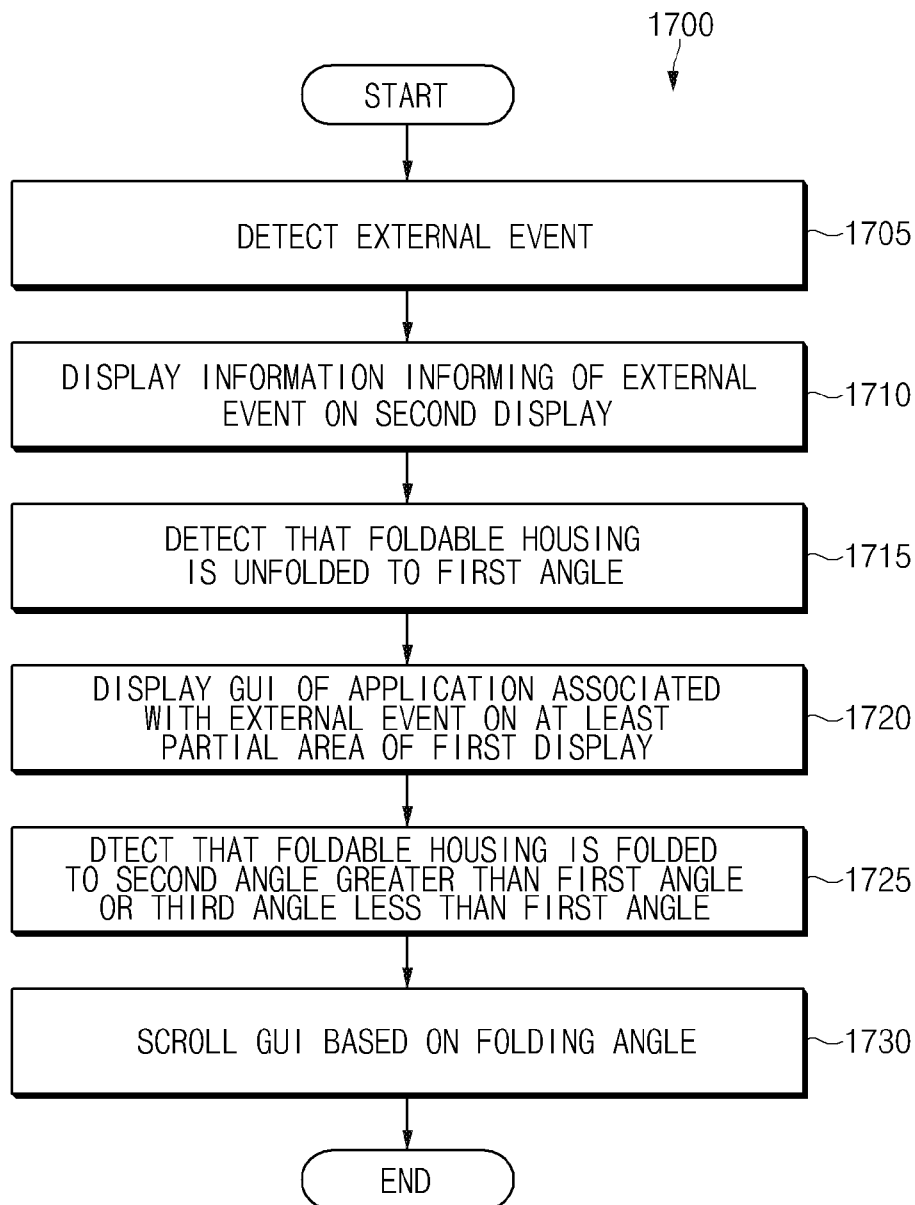 1700
START
DETECT EXTERNAL EVENT
1705
DISPLAY INFORMATION INFORMING OF EXTERNAL
EVENT ON SECOND DISPLAY
1710
DETECT THAT FOLDABLE HOUSING
IS UNFOLDED TO FIRST ANGLE
1715
DISPLAY GUI OF APPLICATION ASSOCIATED
WITH EXTERNAL EVENT ON AT LEAST
PARTIAL AREA OF FIRST DISPLAY
1720
DTECT THAT FOLDABLE HOUSING IS FOLDED
TO SECOND ANGLE GREATER THAN FIRST ANGLE
OR THIRD ANGLE LESS THAN FIRST ANGLE
1725
SCROLL GUI BASED ON FOLDING ANGLE
1730
END